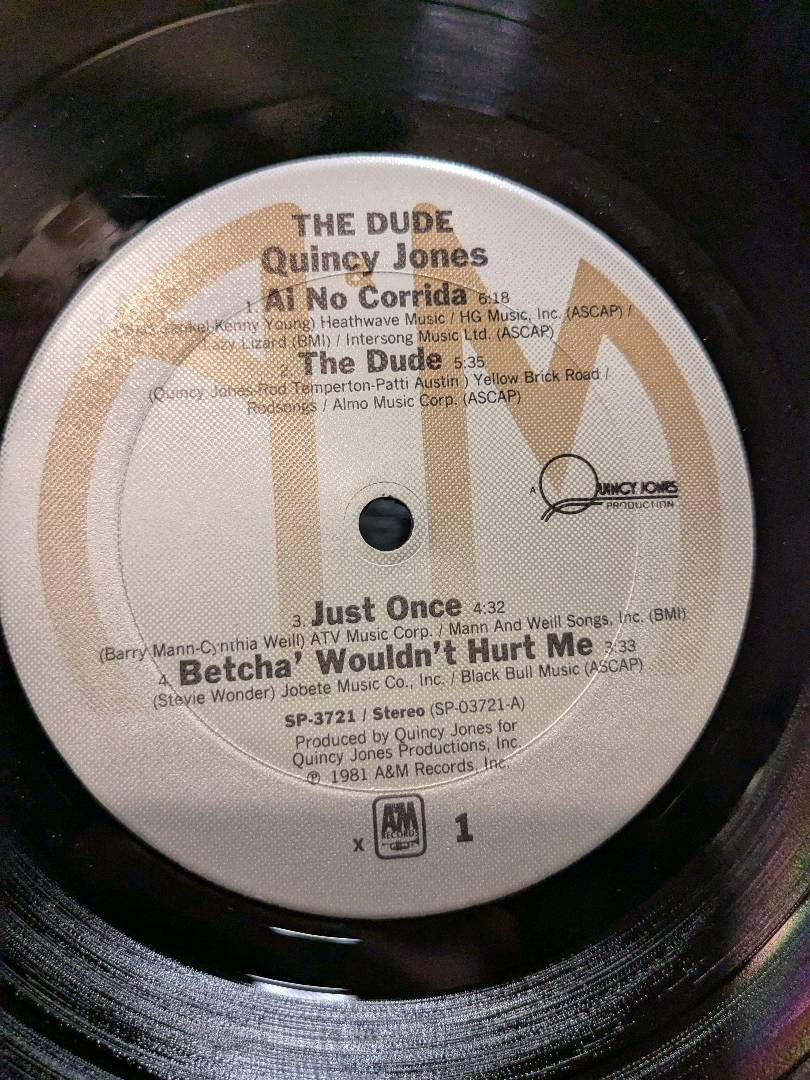 THE DUDE
Quincy Jones
1. Ai No Corrida 6:18
Kenny Young) Heathwave Music / HG Music, Inc. (ASCAP) /
Lazy Lizard (BMI) / Intersong Music Ltd. (ASCAP)
2. The Dude 5:35
(Quincy Jones-Rod Temperton-Patti Austin) Yellow Brick Road /
Rodsongs / Almo Music Corp. (ASCAP)
A QUINCY JONES
PRODUCTION
3. Just Once 4:32
(Barry Mann-Cynthia Weill) ATV Music Corp. / Mann And Weill Songs, Inc. (BMI)
4. Betcha' Wouldn't Hurt Me 3:33
(Stevie Wonder) Jobete Music Co., Inc. / Black Bull Music (ASCAP)
SP-3721 / Stereo (SP-03721-A)
Produced by Quincy Jones for
Quincy Jones Productions, Inc.
℗ 1981 A&M Records, Inc.
x A&M RECORDS 1